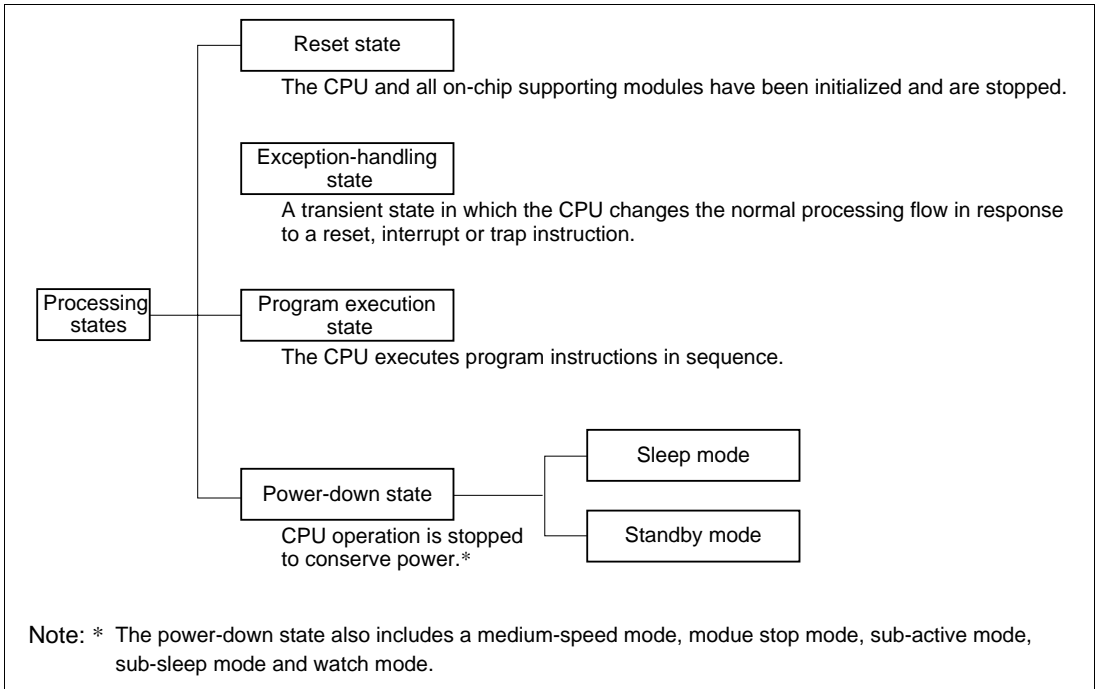 Reset state
The CPU and all on-chip supporting modules have been initialized and are stopped.
Exception-handling
state
A transient state in which the CPU changes the normal processing flow in response
to a reset, interrupt or trap instruction.
Processing
states
Program execution
state
The CPU executes program instructions in sequence.
Sleep mode
Power-down state
CPU operation is stopped
to conserve power.*
Standby mode
Note: * The power-down state also includes a medium-speed mode, modue stop mode, sub-active mode,
sub-sleep mode and watch mode.